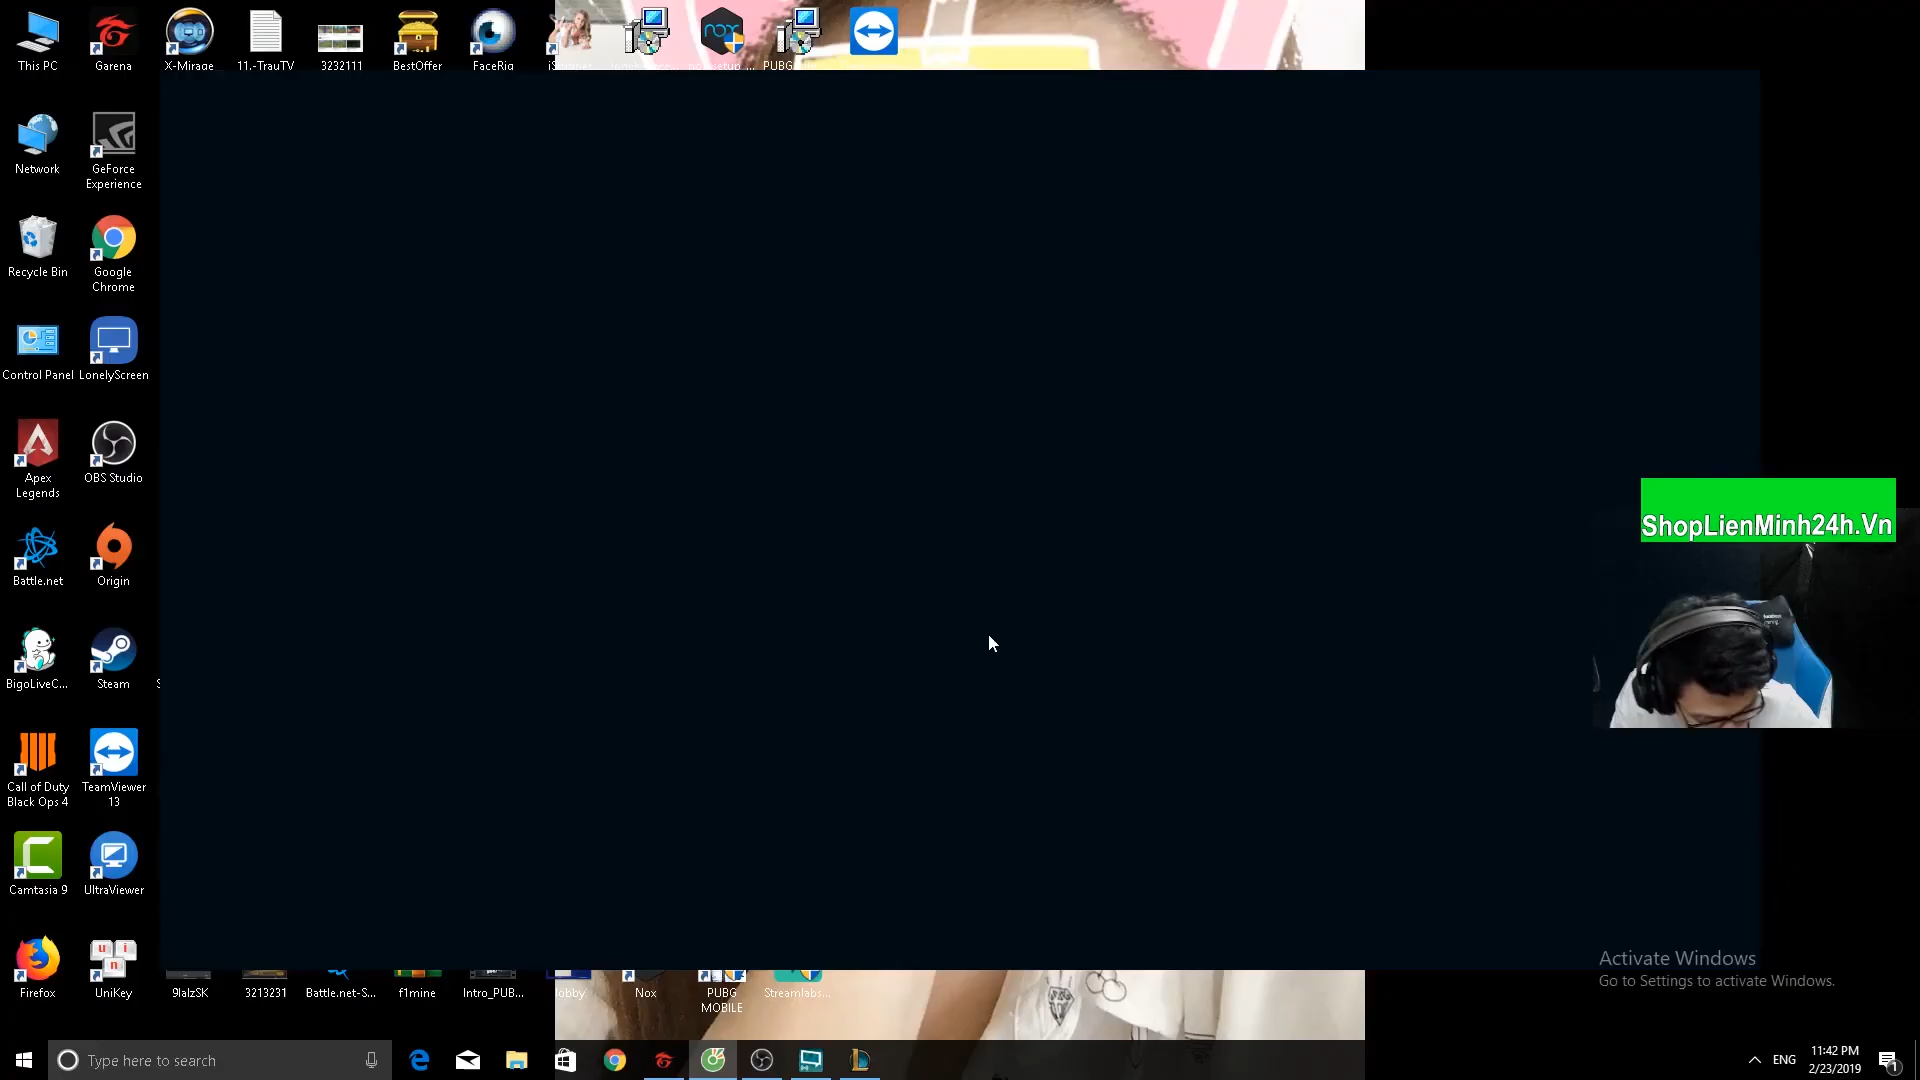 This PC
Garena
X-Mirage
11.-TrauTV
3232111
BestOffer
FaceRig
nox
Network
GeForce
Experience
Recycle Bin
Google
Chrome
Control Panel
LonelyScreen
Apex
Legends
OBS Studio
Battle.net
Origin
BigoLiveC...
Steam
Call of Duty
Black Ops 4
TeamViewer
13
Camtasia 9
UltraViewer
Firefox
UniKey
3213231
Battle.net-S...
f1mine
Intro_PUB...
Nox
PUBG
MOBILE
Streamlabs...
ShopLienMinh24h.Vn
Activate Windows
Go to Settings to activate Windows.
Type here to search
ENG
11:42 PM
2/23/2019
1